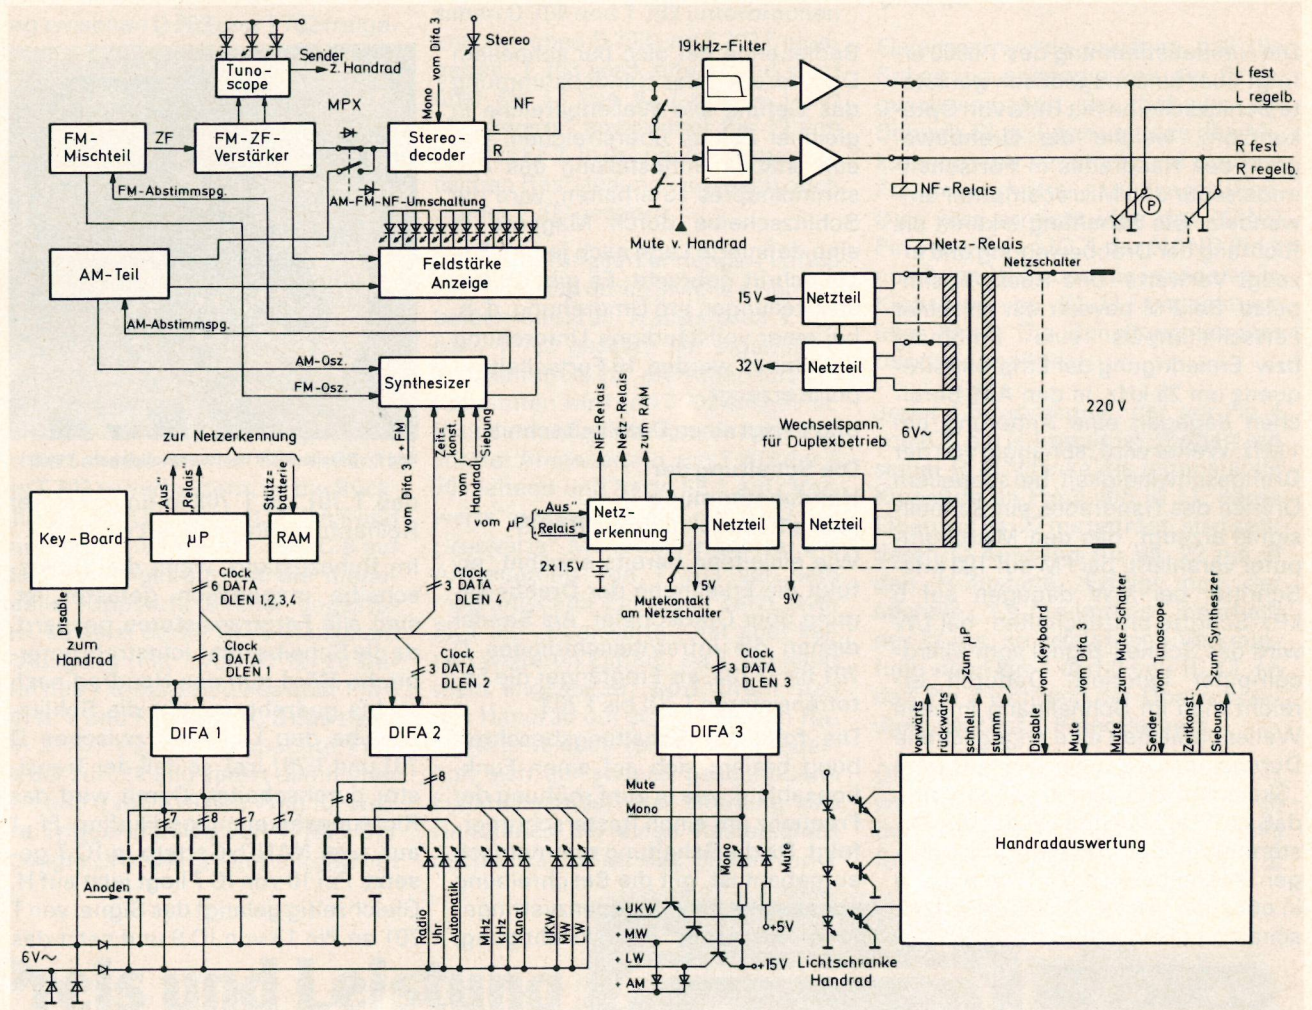 Tuno-
scope
Sender
z. Handrad
Mono vom Difa 3
Stereo
19kHz-Filter
MPX
NF
L
R
L fest
L regelb.
R fest
R regelb.
FM-
Mischteil
ZF
FM-ZF-
Verstärker
Stereo-
decoder
FM-Abstimmspg.
AM-FM-NF-Umschaltung
NF-Relais
P
Mute v. Handrad
Netz-Relais
Netzschalter
AM-Teil
Feldstärke
Anzeige
15V
Netzteil
AM-Abstimmspg.
AM-Osz.
FM-Osz.
Synthesizer
32V
Netzteil
Wechselspann.
für Duplexbetrieb
6V~
220 V
zur Netzerkennung
„Aus"
„Relais"
Stütz-
batterie
vom Difa 3
FM
Zeit=
konst.
vom
Handrad
Siebung
NF-Relais
Netz-Relais
zum RAM
Key-Board
µP
RAM
vom µP
„Aus"
„Relais"
Netz-
erkennung
Netzteil
Netzteil
2x1.5V
Mutekontakt
am Netzschalter
5V
9V
Disable
zum
Handrad
Clock
6 DATA
DLEN 1,2,3,4
Clock
3 DATA
DLEN 4
Clock
3 DATA
DLEN 1
Clock
3 DATA
DLEN 2
Clock
3 DATA
DLEN 3
DIFA 1
DIFA 2
DIFA 3
zum µP
vorwärts
rückwärts
schnell
stumm
Disable
vom Keyboard
Mute
vom Difa 3
Mute
zum Mute-Schalter
Sender
vom Tunoscope
zum Synthesizer
Zeitkonst.
Siebung
7
8
7
7
8
8
Anoden
6V~
Radio
Uhr
Automatik
MHz
kHz
Kanal
UKW
MW
LW
Mute
Mono
Mono
Mute
+ UKW
+ MW
+ LW
+ AM
+5V
+15V
Lichtschranke
Handrad
Handradauswertung